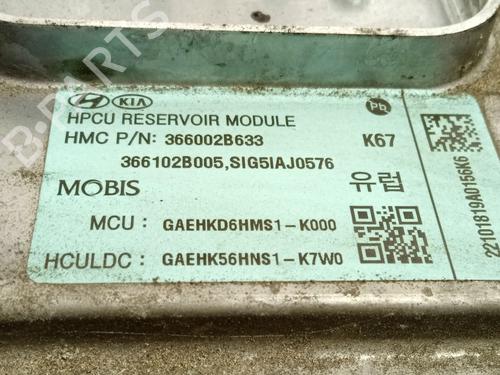 B-PARTS
HYUNDAI KIA
Pb
HPCU RESERVOIR MODULE
HMC P/N: 366002B633 K67
366102B005,SIG5IAJ0576
MOBIS 유럽
MCU : GAEHKD6HMS1-K000
HCULDC : GAEHK56HNS1-K7W0
22101819A0156K6